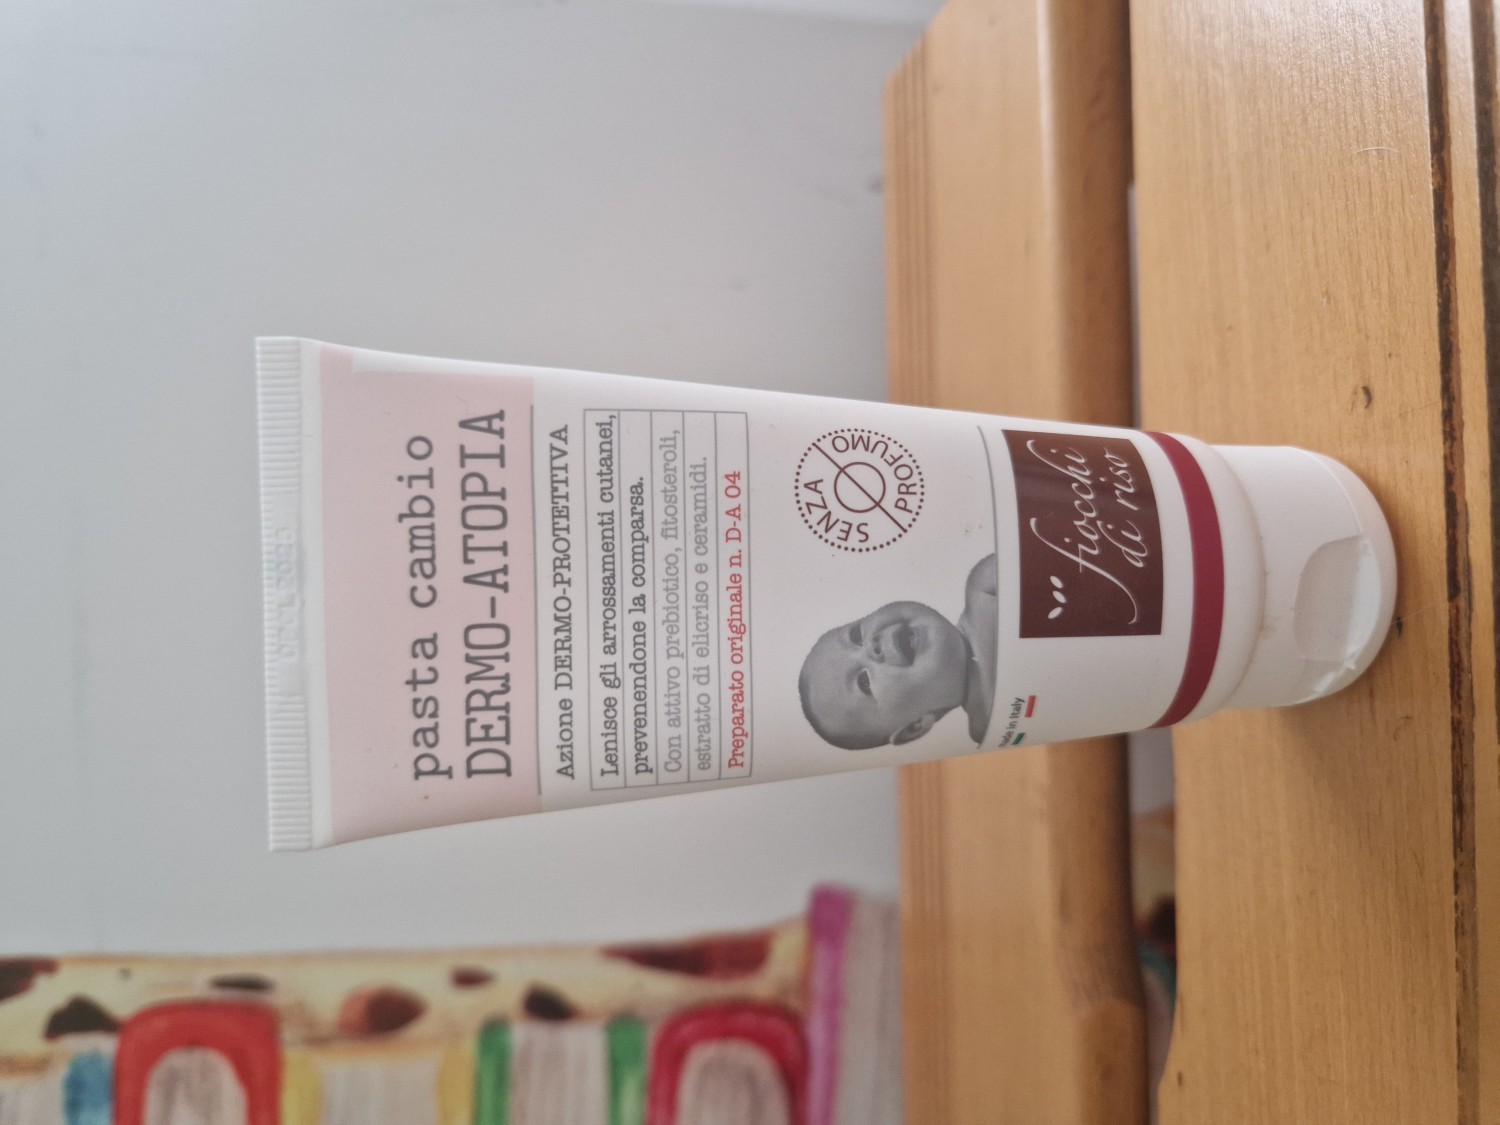 pasta cambio
DERMO-ATOPIA
Azione DERMO-PROTETTIVA
Lenisce gli arrossamenti cutanei,
prevenendone la comparsa.
Con attivo prebiotico, fitosteroli,
estratto di elicriso e ceramidi.
Preparato originale n. D-A 04
SENZA PROFUMO
Made in Italy
fiocchi
di riso